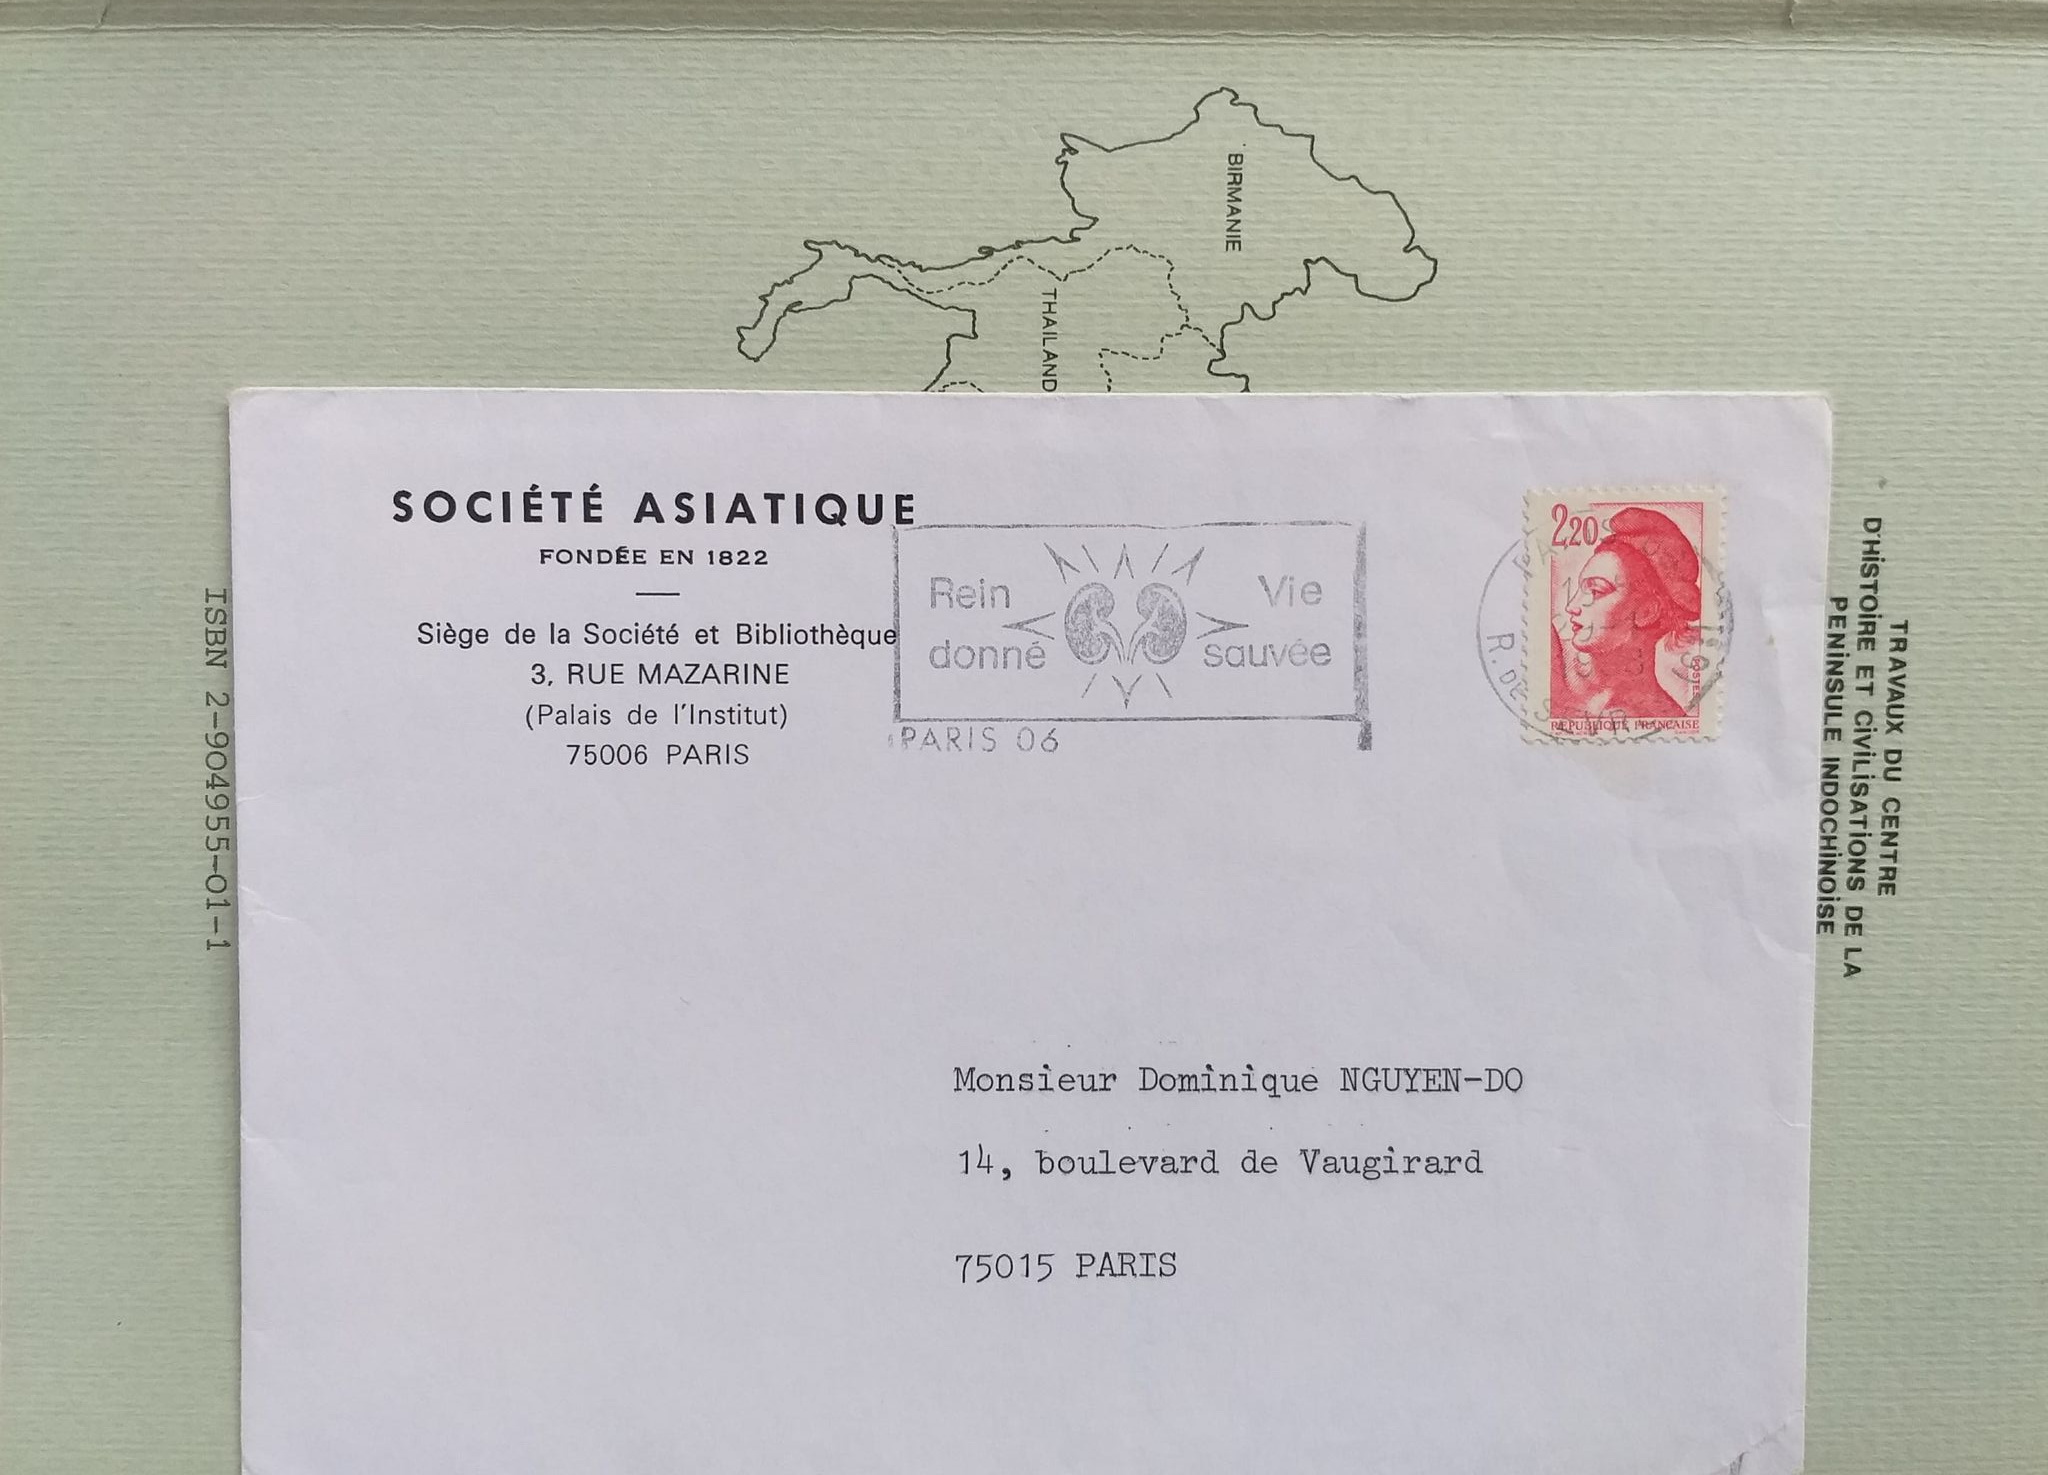 BIRMANIE
THAILAND
SOCIÉTÉ ASIATIQUE
FONDÉE EN 1822
Siège de la Société et Bibliothèque
3, RUE MAZARINE
(Palais de l'Institut)
75006 PARIS
Rein donné
Vie sauvée
PARIS 06
2,20
POSTES
RÉPUBLIQUE FRANÇAISE
R. DE
Monsieur Dominique NGUYEN-DO
14, boulevard de Vaugirard
75015 PARIS
ISBN 2-904955-01-1
TRAVAUX DU CENTRE
D'HISTOIRE ET CIVILISATIONS DE LA
PENINSULE INDOCHINOISE